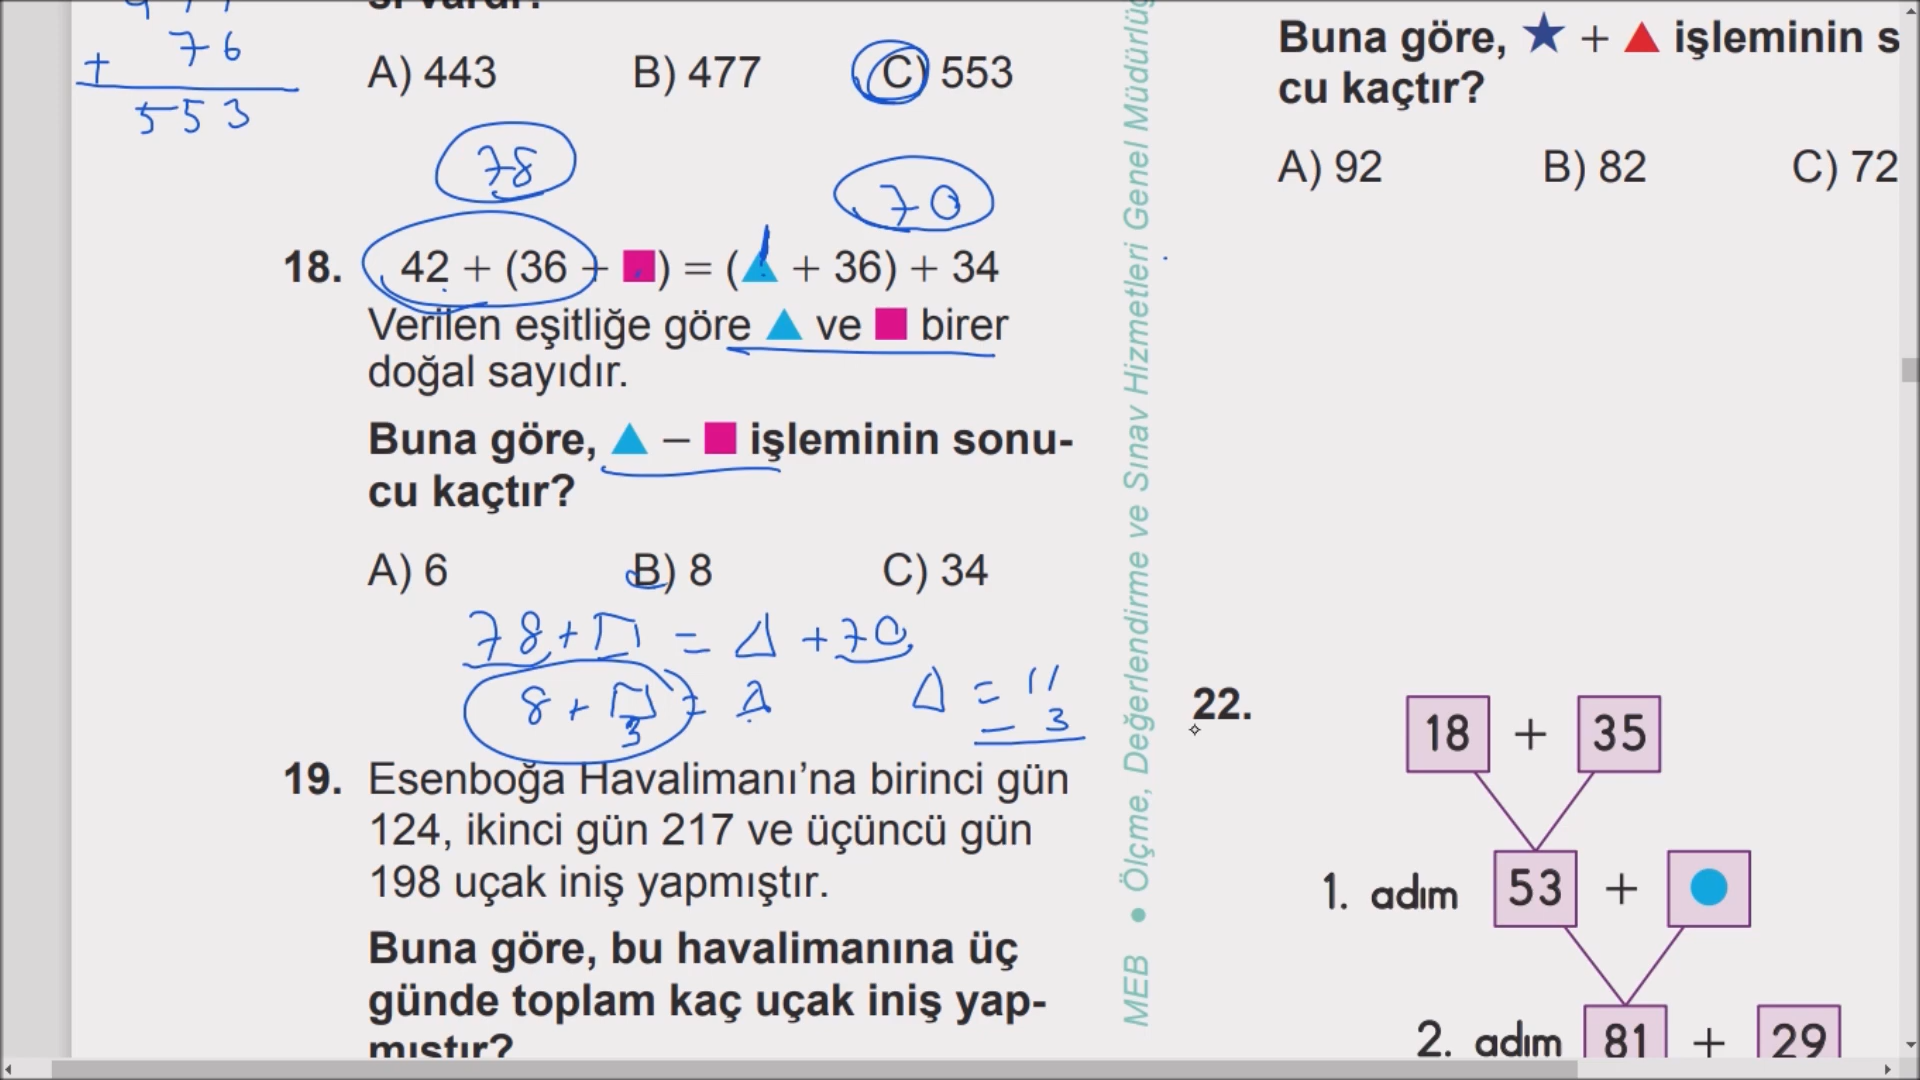 76
+
553
A) 443 B) 477 C) 553
78
70
18. 42 + (36 + ■) = (▲ + 36) + 34
Verilen eşitliğe göre ▲ ve ■ birer
doğal sayıdır.
Buna göre, ▲ – ■ işleminin sonu-
cu kaçtır?
A) 6 B) 8 C) 34
78 + □ = △ + 70
8 + □ = △
3
△ = 11
– 3
19. Esenboğa Havalimanı’na birinci gün
124, ikinci gün 217 ve üçüncü gün
198 uçak iniş yapmıştır.
Buna göre, bu havalimanına üç
günde toplam kaç uçak iniş yap-
mıştır?
MEB ● Ölçme, Değerlendirme ve Sınav Hizmetleri Genel
Buna göre, ★ + ▲ işleminin s
cu kaçtır?
A) 92 B) 82 C) 72
22.
18 + 35
1. adım 53 + ●
2. adım 81 + 29